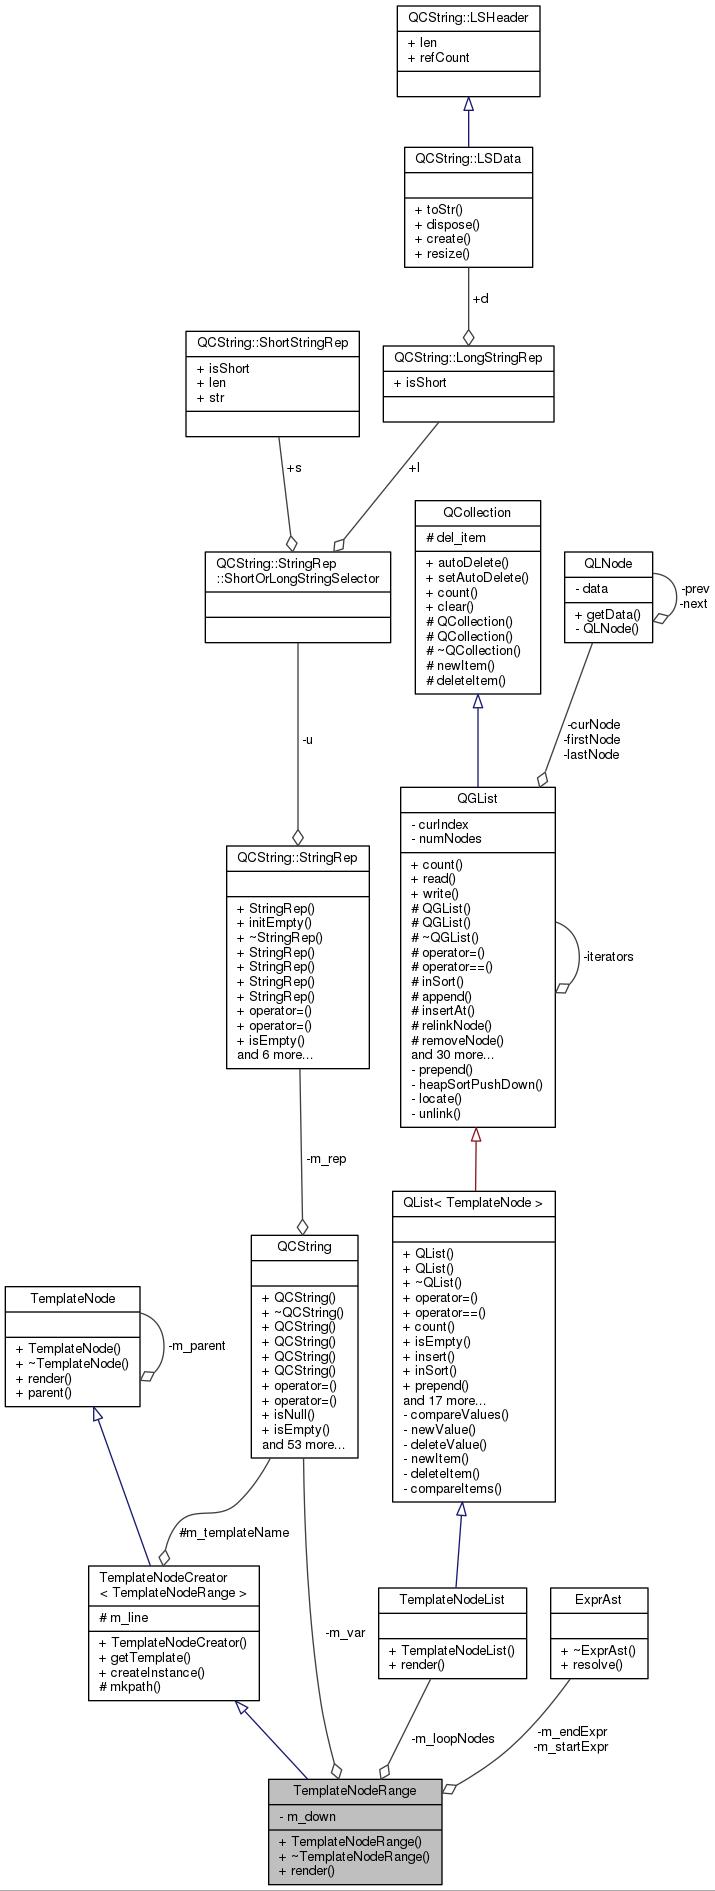 QCString::LSHeader
+ len
+ refCount
QCString::LSData
+ toStr()
+ dispose()
+ create()
+ resize()
+d
QCString::ShortStringRep
+ isShort
+ len
+ str
QCString::LongStringRep
+ isShort
+s
+l
QCString::StringRep
::ShortOrLongStringSelector
QCollection
# del_item
+ autoDelete()
+ setAutoDelete()
+ count()
+ clear()
# QCollection()
# QCollection()
# ~QCollection()
# newItem()
# deleteItem()
QLNode
- data
+ getData()
- QLNode()
-prev
-next
-u
-curNode
-firstNode
-lastNode
QGList
- curIndex
- numNodes
+ count()
+ read()
+ write()
# QGList()
# QGList()
# ~QGList()
# operator=()
# operator==()
# inSort()
# append()
# insertAt()
# relinkNode()
# removeNode()
and 30 more...
- prepend()
- heapSortPushDown()
- locate()
- unlink()
-iterators
QCString::StringRep
+ StringRep()
+ initEmpty()
+ ~StringRep()
+ StringRep()
+ StringRep()
+ StringRep()
+ StringRep()
+ operator=()
+ operator=()
+ isEmpty()
and 6 more...
-m_rep
QCString
+ QCString()
+ ~QCString()
+ QCString()
+ QCString()
+ QCString()
+ QCString()
+ operator=()
+ operator=()
+ isNull()
+ isEmpty()
and 53 more...
QList< TemplateNode >
+ QList()
+ QList()
+ ~QList()
+ operator=()
+ operator==()
+ count()
+ isEmpty()
+ insert()
+ inSort()
+ prepend()
and 17 more...
- compareValues()
- newValue()
- deleteValue()
- newItem()
- deleteItem()
- compareItems()
TemplateNode
+ TemplateNode()
+ ~TemplateNode()
+ render()
+ parent()
-m_parent
#m_templateName
TemplateNodeCreator
< TemplateNodeRange >
# m_line
+ TemplateNodeCreator()
+ getTemplate()
+ createInstance()
# mkpath()
-m_var
TemplateNodeList
+ TemplateNodeList()
+ render()
ExprAst
+ ~ExprAst()
+ resolve()
-m_loopNodes
-m_endExpr
-m_startExpr
TemplateNodeRange
- m_down
+ TemplateNodeRange()
+ ~TemplateNodeRange()
+ render()